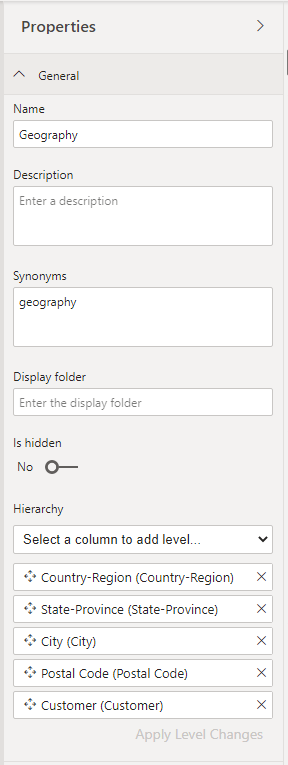 Properties
General
Name
Geography
Description
Enter a description
Synonyms
geography
Display folder
Enter the display folder
Is hidden
No
Hierarchy
Select a column to add level...
Country-Region (Country-Region)
State-Province (State-Province)
City (City)
Postal Code (Postal Code)
Customer (Customer)
Apply Level Changes